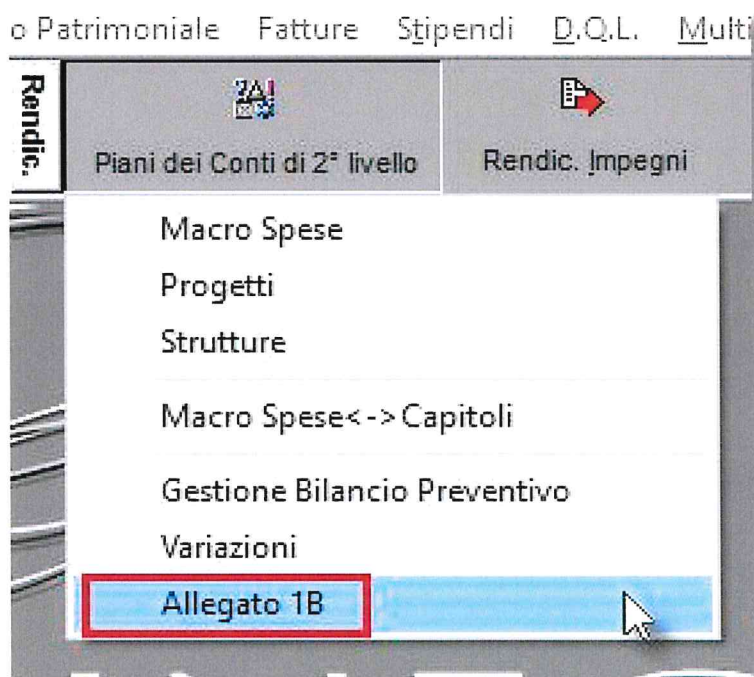 o Patrimoniale Fatture Stipendi D.Q.L. Multi
Rendic.
Piani dei Conti di 2° livello Rendic. Impegni
Macro Spese
Progetti
Strutture
Macro Spese<->Capitoli
Gestione Bilancio Preventivo
Variazioni
Allegato 1B